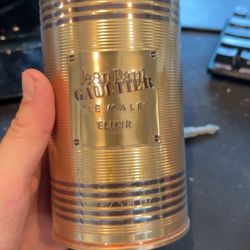 Jean Paul
GAULTIER
"LE MALE"
ELIXIR